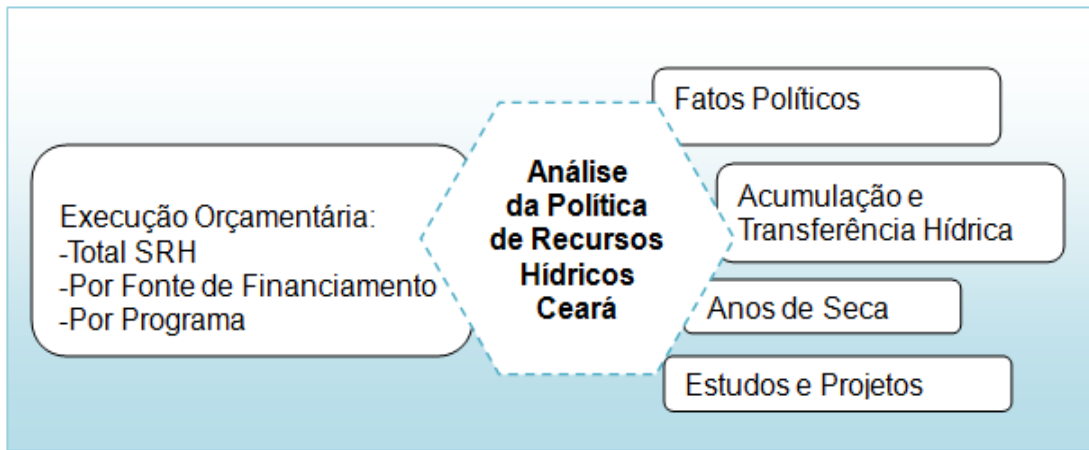 Execução Orçamentária:
-Total SRH
-Por Fonte de Financiamento
-Por Programa
Análise
da Política
de Recursos
Hídricos
Ceará
Fatos Políticos
Acumulação e
Transferência Hídrica
Anos de Seca
Estudos e Projetos